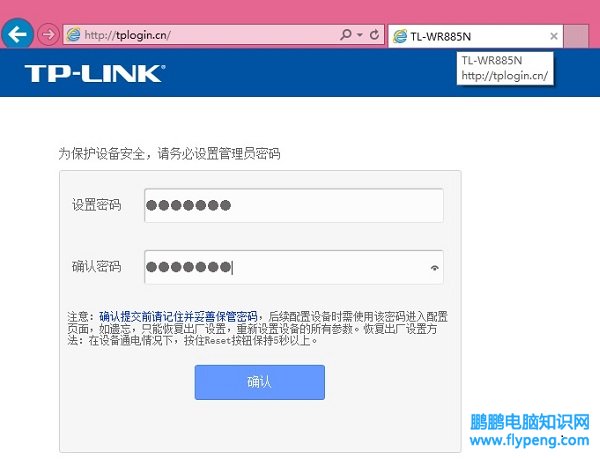 http://tplogin.cn/
TL-WR885N
TL-WR885N
http://tplogin.cn/
TP-LINK®
为保护设备安全，请务必设置管理员密码
设置密码
确认密码
注意：确认提交前请记住并妥善保管密码，后续配置设备时需使用该密码进入配置
页面，如遗忘，只能恢复出厂设置，重新设置设备的所有参数。恢复出厂设置方
法：在设备通电情况下，按住Reset按钮保持5秒以上。
确认
鹏鹏电脑知识网
www.flypeng.com